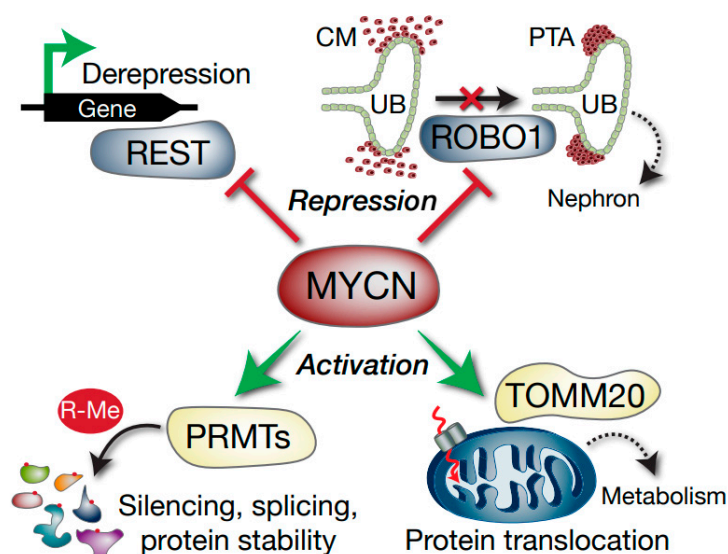 CM
PTA
Derepression
Gene
UB
UB
REST
ROBO1
Repression
Nephron
MYCN
Activation
TOMM20
R-Me
PRMTs
Silencing, splicing,
protein stability
Metabolism
Protein translocation